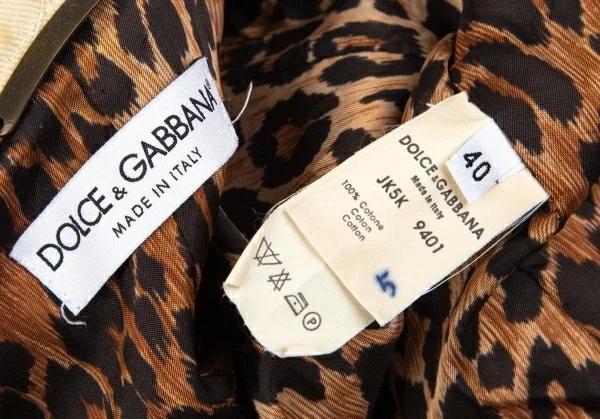 DOLCE & GABBANA
MADE IN ITALY
40
DOLCE & GABBANA
Made in Italy
JK5K 9401
100% Cotone
Coton
Cotton
5
P